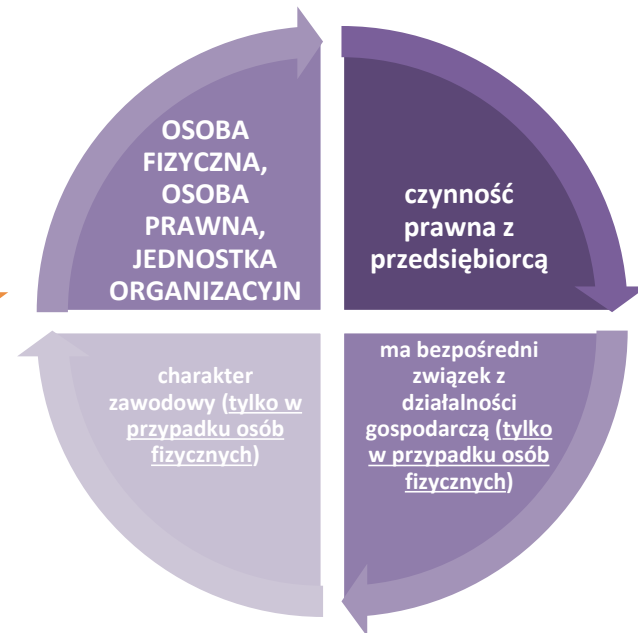 OSOBA
FIZYCZNA,
OSOBA
PRAWNA,
JEDNOSTKA
ORGANIZACYJN
czynność
prawna z
przedsiębiorcą
ma bezpośredni
związek z
działalności
gospodarczą (tylko
w przypadku osób
fizycznych)
charakter
zawodowy (tylko w
przypadku osób
fizycznych)